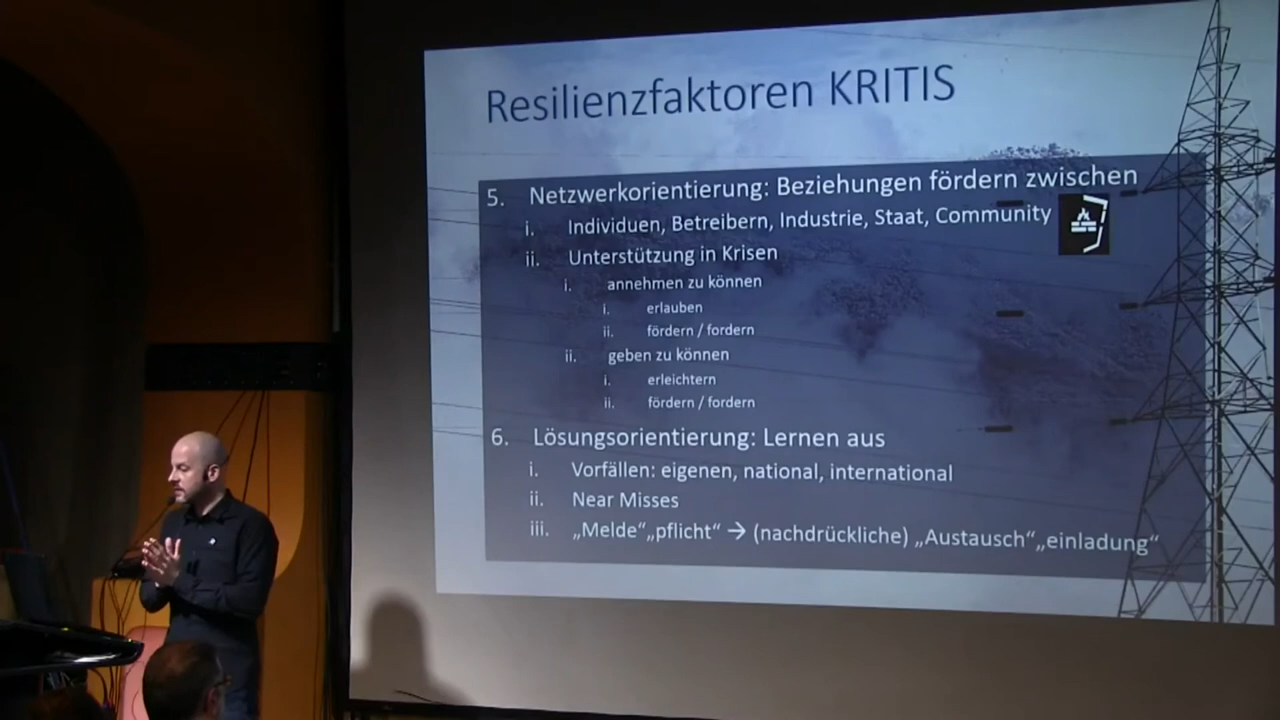 Resilienzfaktoren KRITIS
5. Netzwerkorientierung: Beziehungen fördern zwischen
i. Individuen, Betreibern, Industrie, Staat, Community
ii. Unterstützung in Krisen
i. annehmen zu können
i. erlauben
ii. fördern / fordern
ii. geben zu können
i. erleichtern
ii. fördern / fordern
6. Lösungsorientierung: Lernen aus
i. Vorfällen: eigenen, national, international
ii. Near Misses
iii. „Melde“„pflicht“ → (nachdrückliche) „Austausch“„einladung“